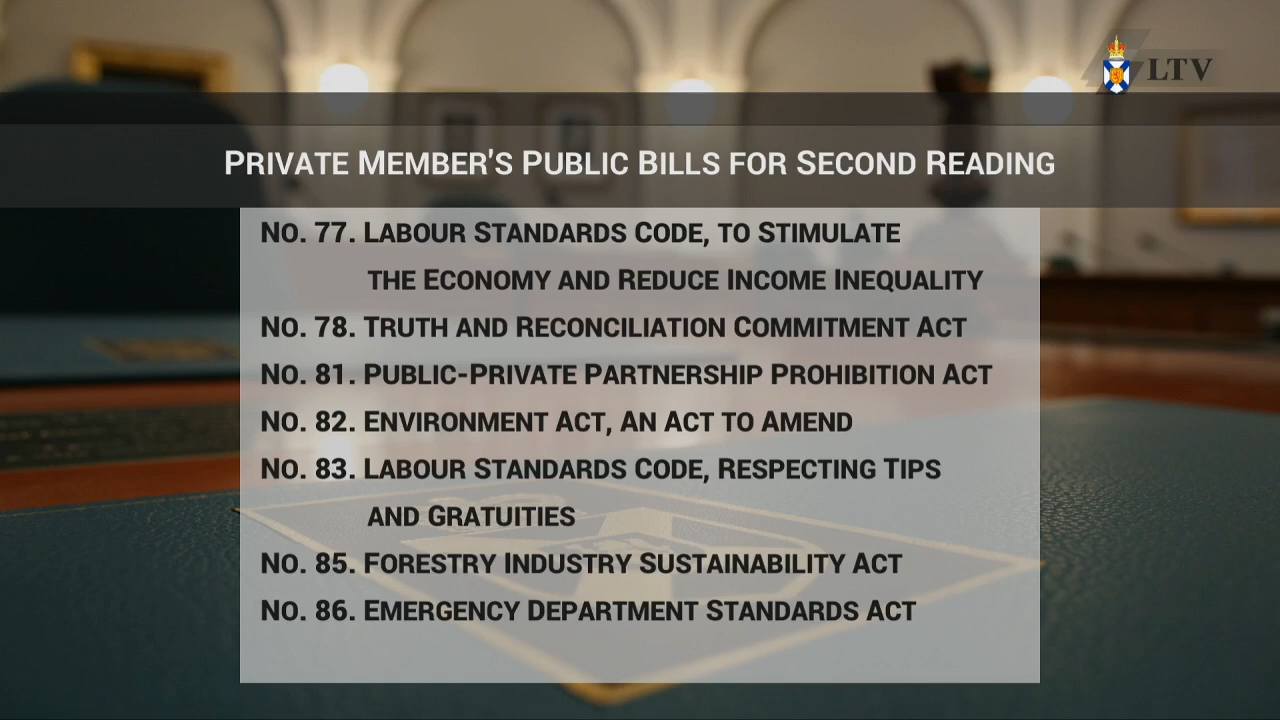 LTV
PRIVATE MEMBER'S PUBLIC BILLS FOR SECOND READING
NO. 77. LABOUR STANDARDS CODE, TO STIMULATE
THE ECONOMY AND REDUCE INCOME INEQUALITY
NO. 78. TRUTH AND RECONCILIATION COMMITMENT ACT
NO. 81. PUBLIC-PRIVATE PARTNERSHIP PROHIBITION ACT
NO. 82. ENVIRONMENT ACT, AN ACT TO AMEND
NO. 83. LABOUR STANDARDS CODE, RESPECTING TIPS
AND GRATUITIES
NO. 85. FORESTRY INDUSTRY SUSTAINABILITY ACT
NO. 86. EMERGENCY DEPARTMENT STANDARDS ACT